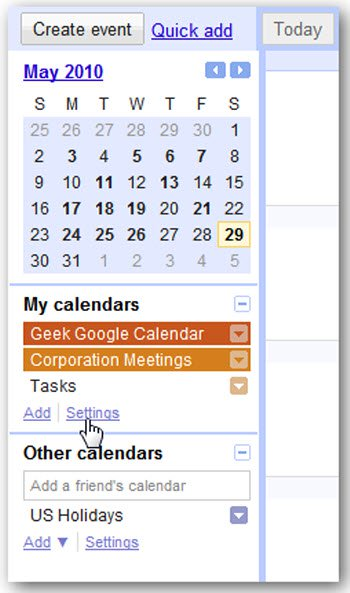 Create event Quick add Today
May 2010
S M T W T F S
25 26 27 28 29 30 1
2 3 4 5 6 7 8
9 10 11 12 13 14 15
16 17 18 19 20 21 22
23 24 25 26 27 28 29
30 31 1 2 3 4 5
My calendars
Geek Google Calendar
Corporation Meetings
Tasks
Add Settings
Other calendars
Add a friend's calendar
US Holidays
Add ▼ Settings